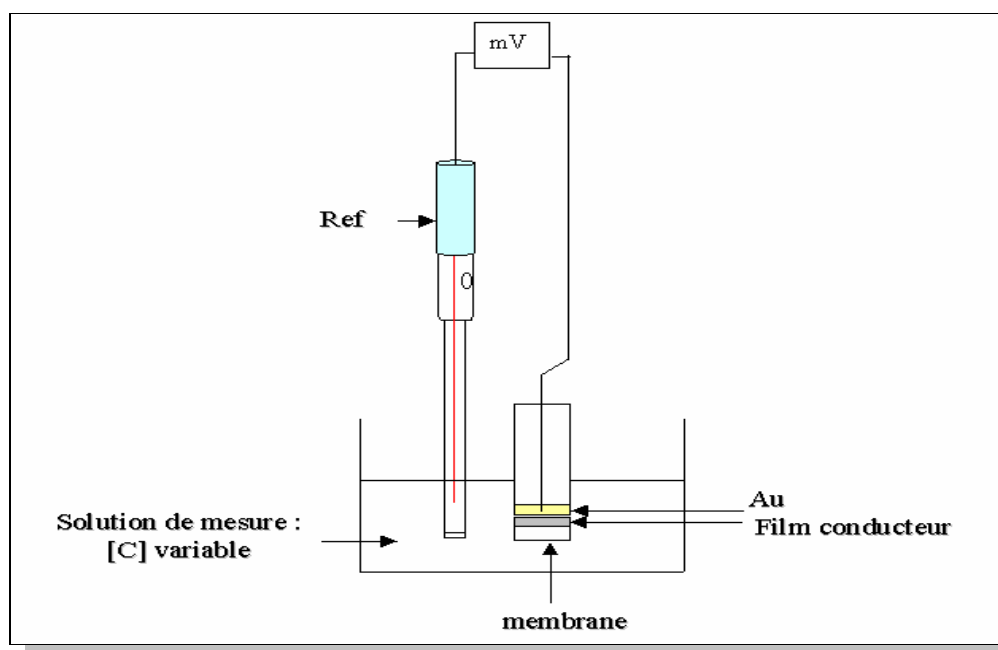 mV
Ref
0
Au
Film conducteur
Solution de mesure :
[C] variable
membrane